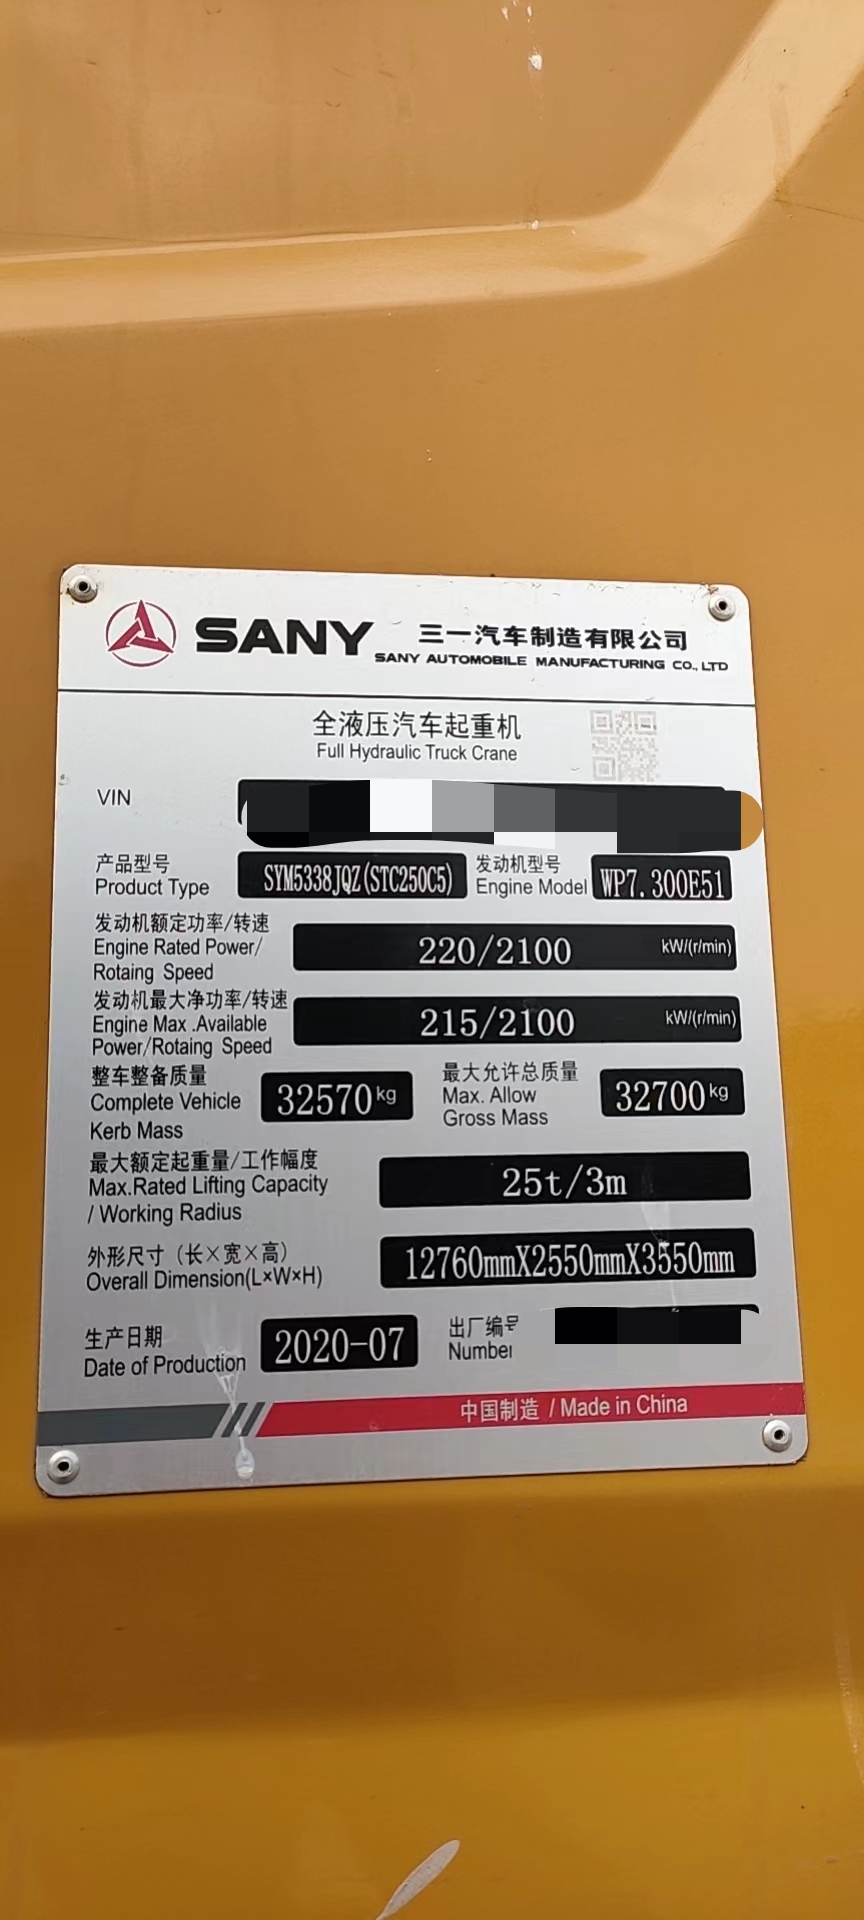 SANY 三一汽车制造有限公司
SANY AUTOMOBILE MANUFACTURING CO., LTD
全液压汽车起重机
Full Hydraulic Truck Crane
VIN
产品型号
Product Type
SYM5338JQZ(STC250C5)
发动机型号
Engine Model
WP7.300E51
发动机额定功率/转速
Engine Rated Power/
Rotaing Speed
220/2100 kW/(r/min)
发动机最大净功率/转速
Engine Max .Available
Power/Rotaing Speed
215/2100 kW/(r/min)
整车整备质量
Complete Vehicle
Kerb Mass
32570 kg
最大允许总质量
Max. Allow
Gross Mass
32700 kg
最大额定起重量/工作幅度
Max.Rated Lifting Capacity
/ Working Radius
25t/3m
外形尺寸（长×宽×高）
Overall Dimension(L×W×H)
12760mmX2550mmX3550mm
生产日期
Date of Production
2020-07
出厂编号
Number
中国制造 / Made in China